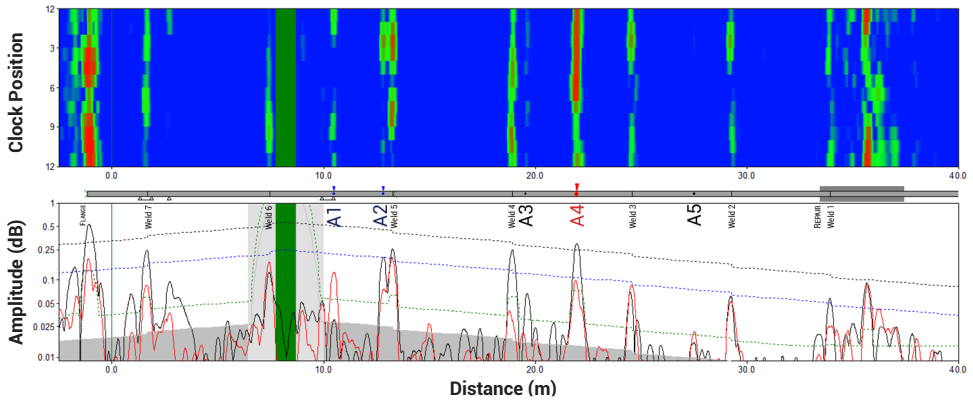 Clock Position
12
3
6
9
12
0.0
10.0
20.0
30.0
40.0
Amplitude (dB)
1
0.5
0.25
0.1
0.05
0.025
0.01
FLANGE
Weld 7
Weld 6
A1
A2
Weld 5
Weld 4
A3
A4
Weld 3
A5
Weld 2
REPAIR
Weld 1
0.0
10.0
20.0
30.0
40.0
Distance (m)